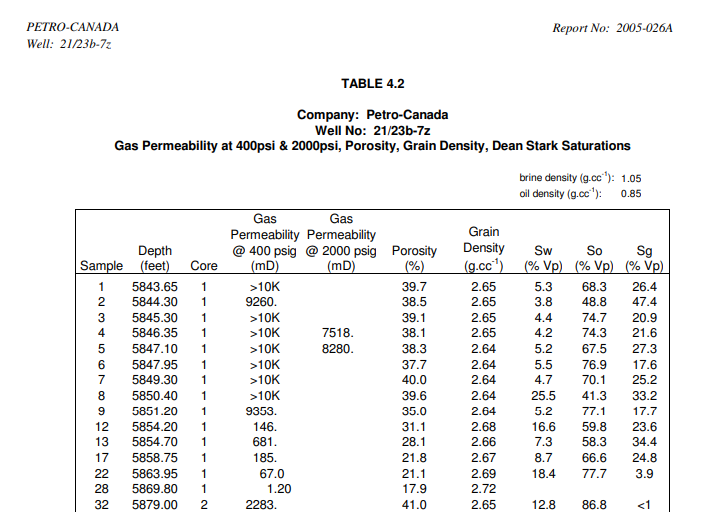 PETRO-CANADA Report No: 2005-026A
Well: 21/23b-7z
TABLE 4.2
Company: Petro-Canada
Well No: 21/23b-7z
Gas Permeability at 400psi & 2000psi, Porosity, Grain Density, Dean Stark Saturations
brine density (g.cc⁻¹): 1.05
oil density (g.cc⁻¹): 0.85
Gas Gas
Permeability Permeability Grain
Depth @ 400 psig @ 2000 psig Porosity Density Sw So Sg
Sample (feet) Core (mD) (mD) (%) (g.cc⁻¹) (% Vp) (% Vp) (% Vp)
1 5843.65 1 >10K 39.7 2.65 5.3 68.3 26.4
2 5844.30 1 9260. 38.5 2.65 3.8 48.8 47.4
3 5845.30 1 >10K 39.1 2.65 4.4 74.7 20.9
4 5846.35 1 >10K 7518. 38.1 2.65 4.2 74.3 21.6
5 5847.10 1 >10K 8280. 38.3 2.64 5.2 67.5 27.3
6 5847.95 1 >10K 37.7 2.64 5.5 76.9 17.6
7 5849.30 1 >10K 40.0 2.64 4.7 70.1 25.2
8 5850.40 1 >10K 39.6 2.64 25.5 41.3 33.2
9 5851.20 1 9353. 35.0 2.64 5.2 77.1 17.7
12 5854.20 1 146. 31.1 2.68 16.6 59.8 23.6
13 5854.70 1 681. 28.1 2.66 7.3 58.3 34.4
17 5858.75 1 185. 21.8 2.67 8.7 66.6 24.8
22 5863.95 1 67.0 21.1 2.69 18.4 77.7 3.9
28 5869.80 1 1.20 17.9 2.72
32 5879.00 2 2283. 41.0 2.65 12.8 86.8 <1